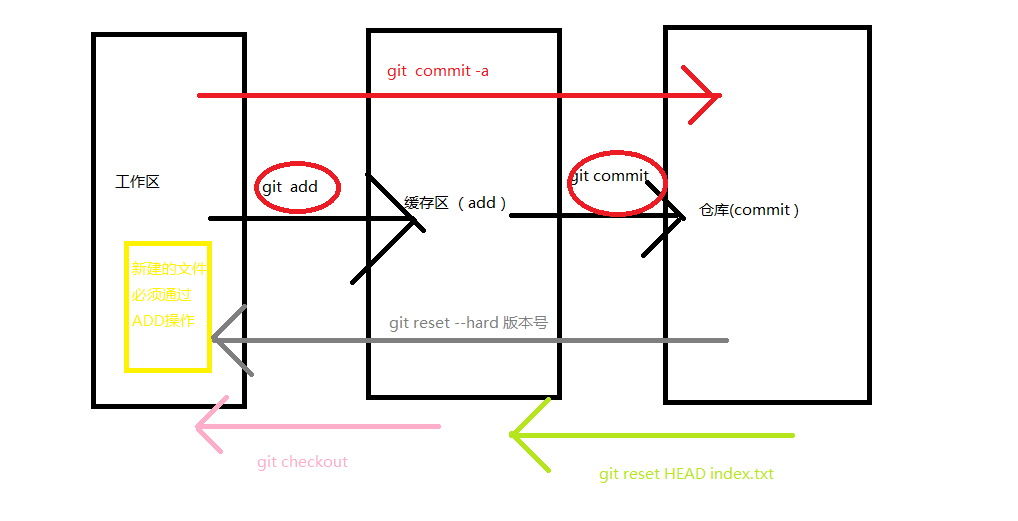 git commit -a
工作区
git add
缓存区（add）
git commit
仓库(commit )
新建的文件
必须通过
ADD操作
git reset --hard 版本号
git checkout
git reset HEAD index.txt